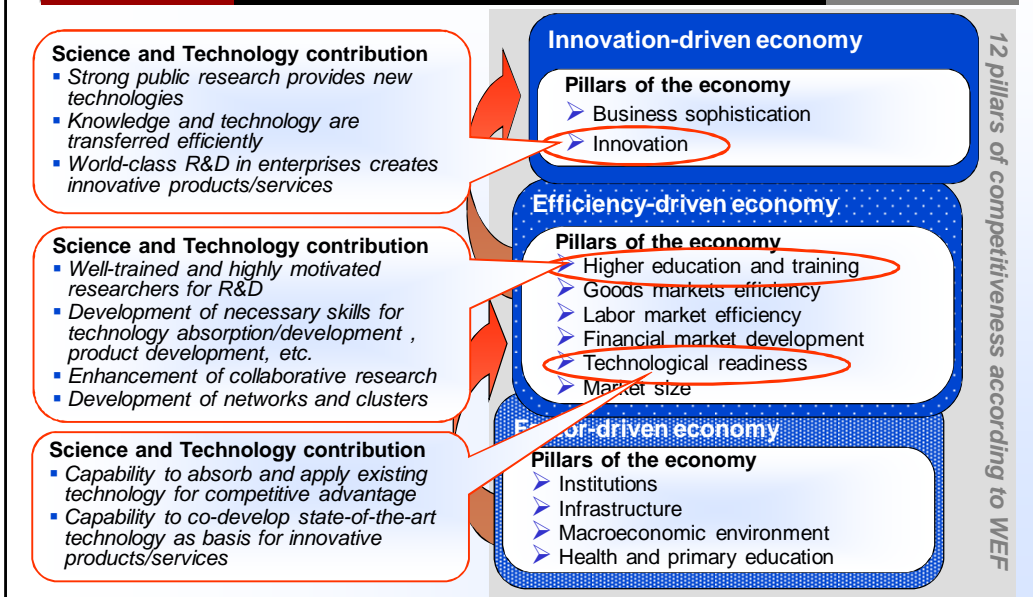 Science and Technology contribution
Strong public research provides new
technologies
Knowledge and technology are
transferred efficiently
World-class R&D in enterprises creates
innovative products/services
Innovation-driven economy
Pillars of the economy
Business sophistication
Innovation
Science and Technology contribution
Well-trained and highly motivated
researchers for R&D
Development of necessary skills for
technology absorption/development ,
product development, etc.
Enhancement of collaborative research
Development of networks and clusters
Efficiency-driven economy
Pillars of the economy
Higher education and training
Goods markets efficiency
Labor market efficiency
Financial market development
Technological readiness
Market size
Science and Technology contribution
Capability to absorb and apply existing
technology for competitive advantage
Capability to co-develop state-of-the-art
technology as basis for innovative
products/services
Factor-driven economy
Pillars of the economy
Institutions
Infrastructure
Macroeconomic environment
Health and primary education
12 pillars of competitiveness according to WEF